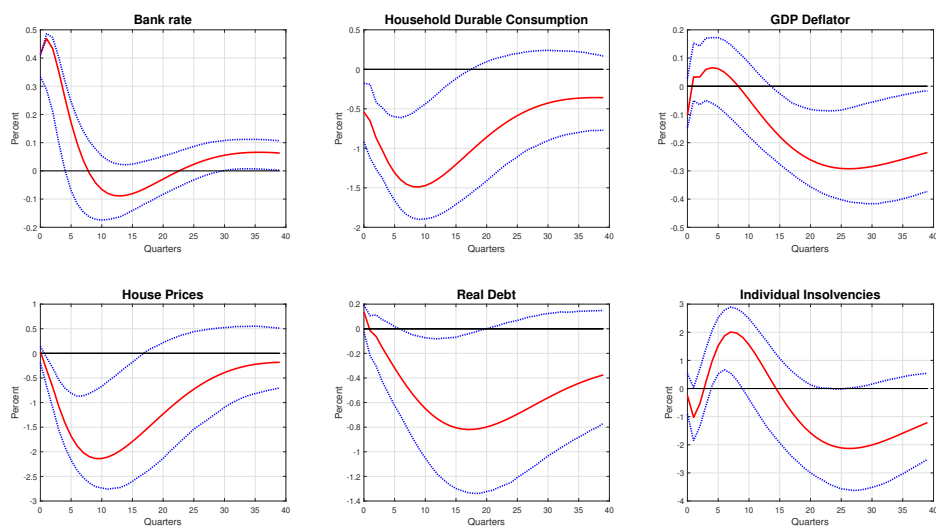 Bank rate
0.5
0.4
0.3
0.2
0.1
0
-0.1
-0.2
Percent
0 5 10 15 20 25 30 35 40
Quarters
Household Durable Consumption
0.5
0
-0.5
-1
-1.5
-2
Percent
0 5 10 15 20 25 30 35 40
Quarters
GDP Deflator
0.2
0.1
0
-0.1
-0.2
-0.3
-0.4
-0.5
Percent
0 5 10 15 20 25 30 35 40
Quarters
House Prices
1
0.5
0
-0.5
-1
-1.5
-2
-2.5
-3
Percent
0 5 10 15 20 25 30 35 40
Quarters
Real Debt
0.2
0
-0.2
-0.4
-0.6
-0.8
-1
-1.2
-1.4
Percent
0 5 10 15 20 25 30 35 40
Quarters
Individual Insolvencies
3
2
1
0
-1
-2
-3
-4
Percent
0 5 10 15 20 25 30 35 40
Quarters